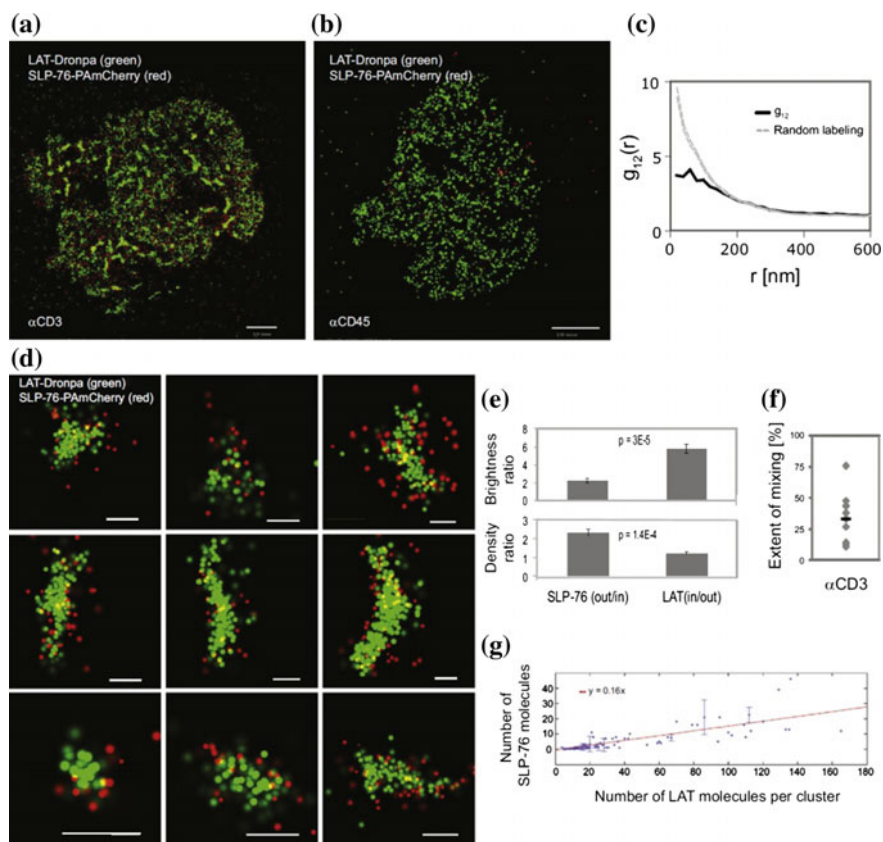 (a)
LAT-Dronpa (green)
SLP-76-PAmCherry (red)
αCD3
(b)
LAT-Dronpa (green)
SLP-76-PAmCherry (red)
αCD45
(c)
10
5
0
g12(r)
g12
Random labeling
0 200 400 600
r [nm]
(d)
LAT-Dronpa (green)
SLP-76-PAmCherry (red)
(e)
Brightness
ratio
8
6
4
2
0
p = 3E-5
Density
ratio
3
2
1
0
p = 1.4E-4
SLP-76 (out/in) LAT(in/out)
(f)
Extent of mixing [%]
100
75
50
25
0
αCD3
(g)
Number of
SLP-76 molecules
40
30
20
10
0
y = 0.16x
0 20 40 60 80 100 120 140 160 180
Number of LAT molecules per cluster